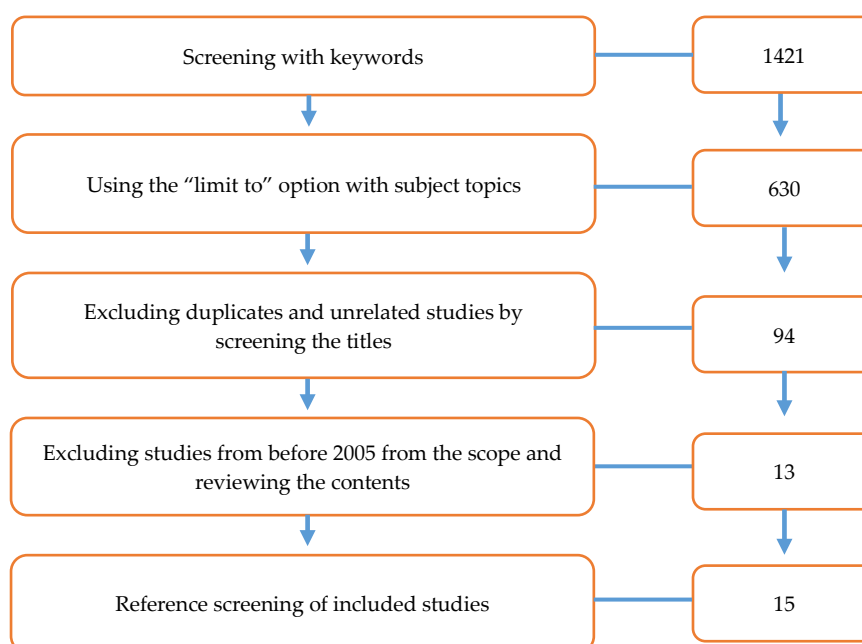 Screening with keywords
1421
Using the “limit to” option with subject topics
630
Excluding duplicates and unrelated studies by
screening the titles
94
Excluding studies from before 2005 from the scope and
reviewing the contents
13
Reference screening of included studies
15